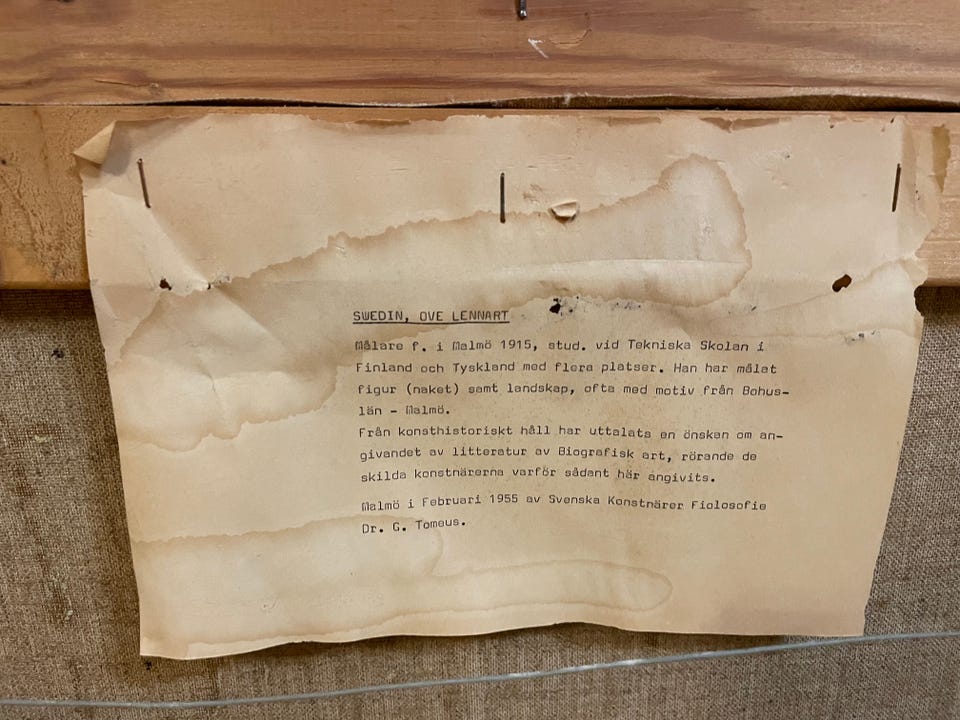 SWEDIN, OVE LENNART
Målare f. i Malmö 1915, stud. vid Tekniska Skolan i
Finland och Tyskland med flera platser. Han har målat
figur (naket) samt landskap, ofta med motiv från Bohus-
län - Malmö.
Från konsthistoriskt håll har uttalats en önskan om an-
givandet av litteratur av Biografisk art, rörande de
skilda konstnärerna varför sådant här angivits.
Malmö i Februari 1955 av Svenska Konstnärer Fiolosofie
Dr. G. Tomeus.